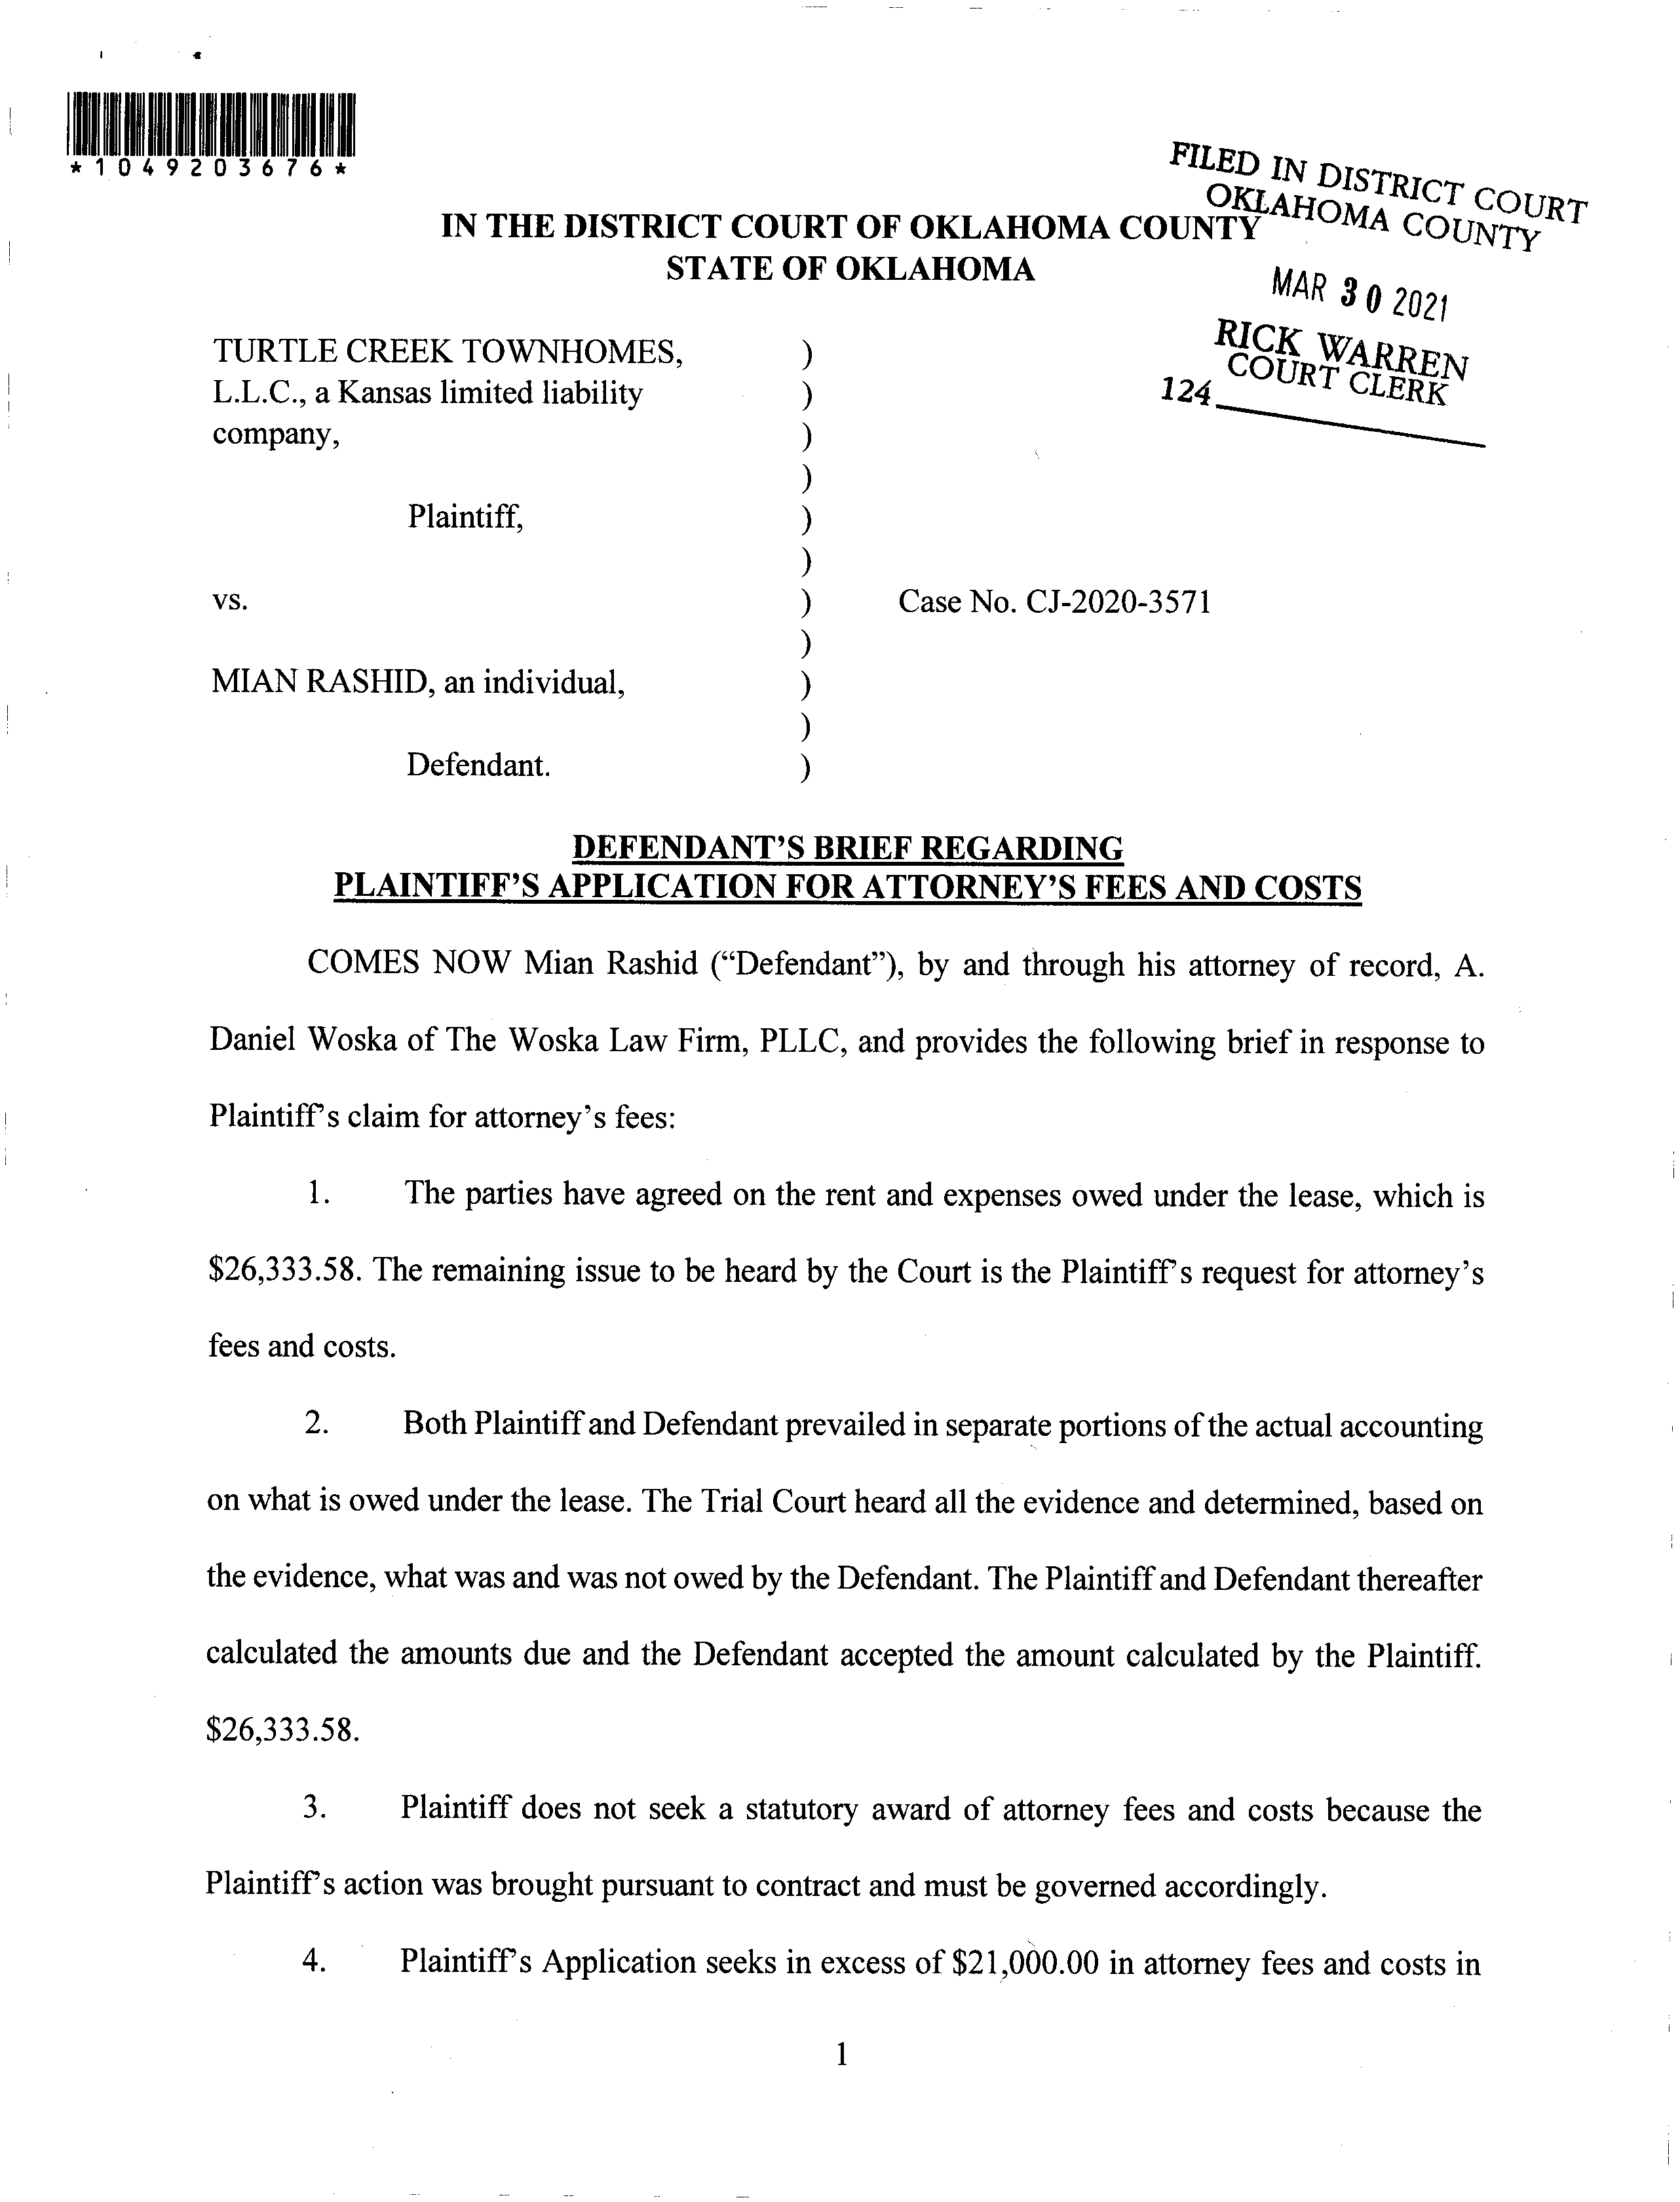 *1049203676*
FILED IN DISTRICT COURT
OKLAHOMA COUNTY
IN THE DISTRICT COURT OF OKLAHOMA COUNTY
STATE OF OKLAHOMA
MAR 30 2021
RICK WARREN
COURT CLERK
124
TURTLE CREEK TOWNHOMES, )
L.L.C., a Kansas limited liability )
company, )
)
Plaintiff, )
)
vs. ) Case No. CJ-2020-3571
)
MIAN RASHID, an individual, )
)
Defendant. )
DEFENDANT'S BRIEF REGARDING
PLAINTIFF'S APPLICATION FOR ATTORNEY'S FEES AND COSTS
COMES NOW Mian Rashid ("Defendant"), by and through his attorney of record, A.
Daniel Woska of The Woska Law Firm, PLLC, and provides the following brief in response to
Plaintiff's claim for attorney's fees:
1. The parties have agreed on the rent and expenses owed under the lease, which is
$26,333.58. The remaining issue to be heard by the Court is the Plaintiff's request for attorney's
fees and costs.
2. Both Plaintiff and Defendant prevailed in separate portions of the actual accounting
on what is owed under the lease. The Trial Court heard all the evidence and determined, based on
the evidence, what was and was not owed by the Defendant. The Plaintiff and Defendant thereafter
calculated the amounts due and the Defendant accepted the amount calculated by the Plaintiff.
$26,333.58.
3. Plaintiff does not seek a statutory award of attorney fees and costs because the
Plaintiff's action was brought pursuant to contract and must be governed accordingly.
4. Plaintiff's Application seeks in excess of $21,000.00 in attorney fees and costs in
1